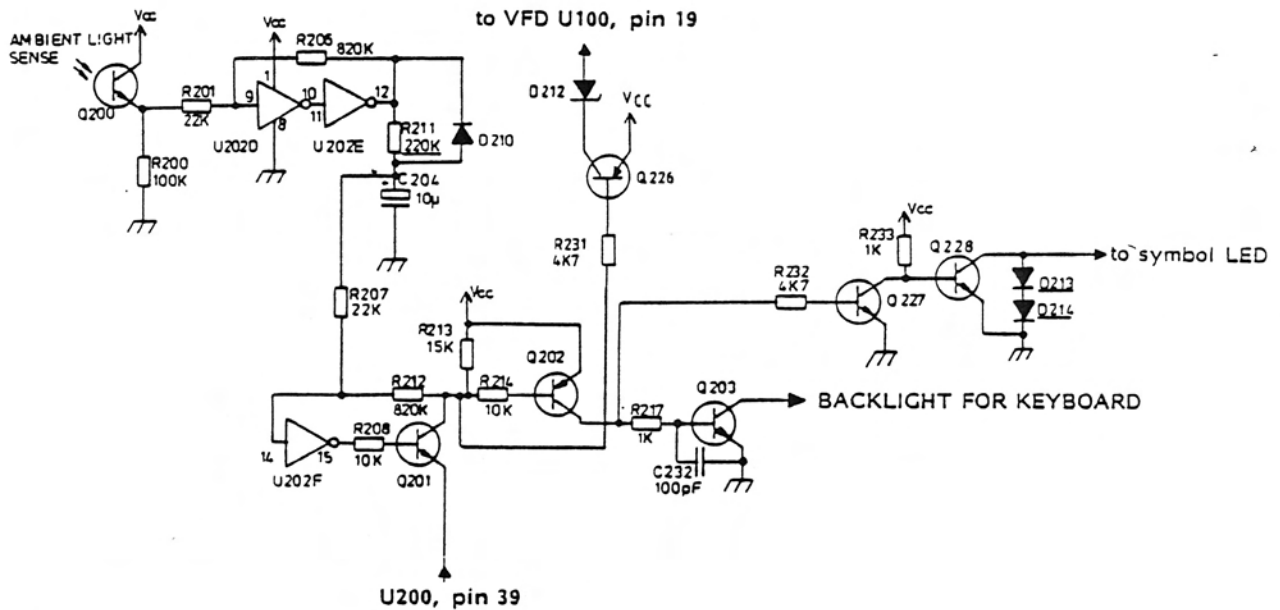 to VFD U100, pin 19
Vcc
AMBIENT LIGHT
SENSE
Q200
R200
100K
R201
22K
Vcc
R206
820K
9
1
8
10
U202D
11
12
U202E
R211
220K
D210
C204
10µ
D212
Vcc
Q226
R231
4K7
R207
22K
Vcc
R213
15K
R212
820K
R214
10K
Q202
14
15
U202F
R208
10K
Q201
U200, pin 39
R217
1K
C232
100pF
Q203
BACKLIGHT FOR KEYBOARD
R232
4K7
Q227
Vcc
R233
1K
Q228
D213
D214
to symbol LED